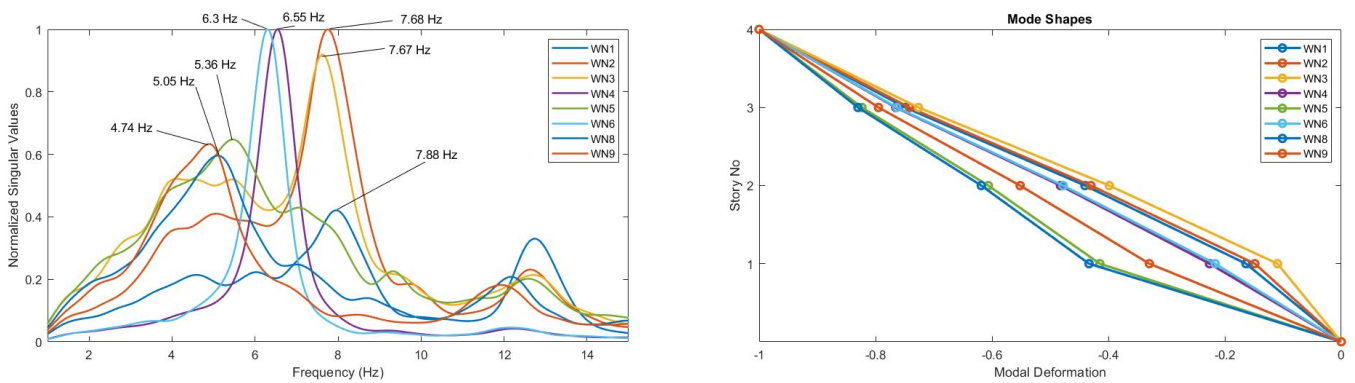 6.3 Hz
6.55 Hz
7.68 Hz
7.67 Hz
5.36 Hz
5.05 Hz
4.74 Hz
7.88 Hz
Normalized Singular Values
1
0.8
0.6
0.4
0.2
0
2 4 6 8 10 12 14
Frequency (Hz)
WN1
WN2
WN3
WN4
WN5
WN6
WN8
WN9
Mode Shapes
Story No
4
3
2
1
-1 -0.8 -0.6 -0.4 -0.2 0
Modal Deformation
WN1
WN2
WN3
WN4
WN5
WN6
WN8
WN9